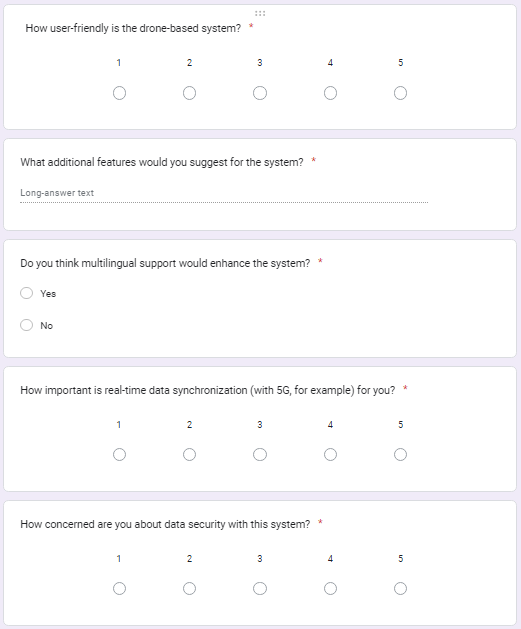 How user-friendly is the drone-based system? *
1 2 3 4 5
What additional features would you suggest for the system? *
Long-answer text
Do you think multilingual support would enhance the system? *
Yes
No
How important is real-time data synchronization (with 5G, for example) for you? *
1 2 3 4 5
How concerned are you about data security with this system? *
1 2 3 4 5